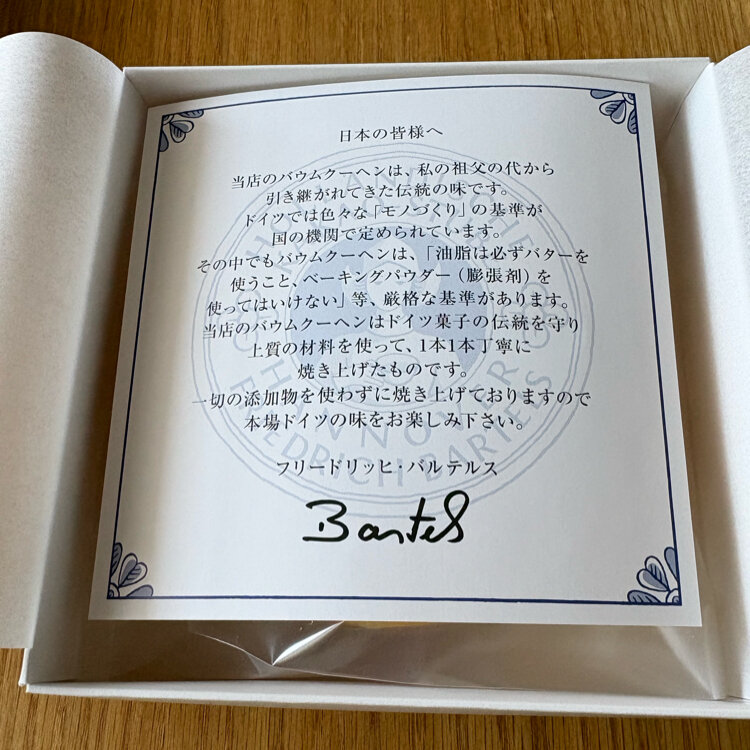 日本の皆様へ
当店のバウムクーヘンは、私の祖父の代から
引き継がれてきた伝統の味です。
ドイツでは色々な「モノづくり」の基準が
国の機関で定められています。
その中でもバウムクーヘンは、「油脂は必ずバターを
使うこと、ベーキングパウダー（膨張剤）を
使ってはいけない」等、厳格な基準があります。
当店のバウムクーヘンはドイツ菓子の伝統を守り
上質の材料を使って、1本1本丁寧に
焼き上げたものです。
一切の添加物を使わずに焼き上げておりますので
本場ドイツの味をお楽しみ下さい。
フリードリッヒ・バルテルス
Bartels
HANNOVER
FRIEDRICH BARTELS